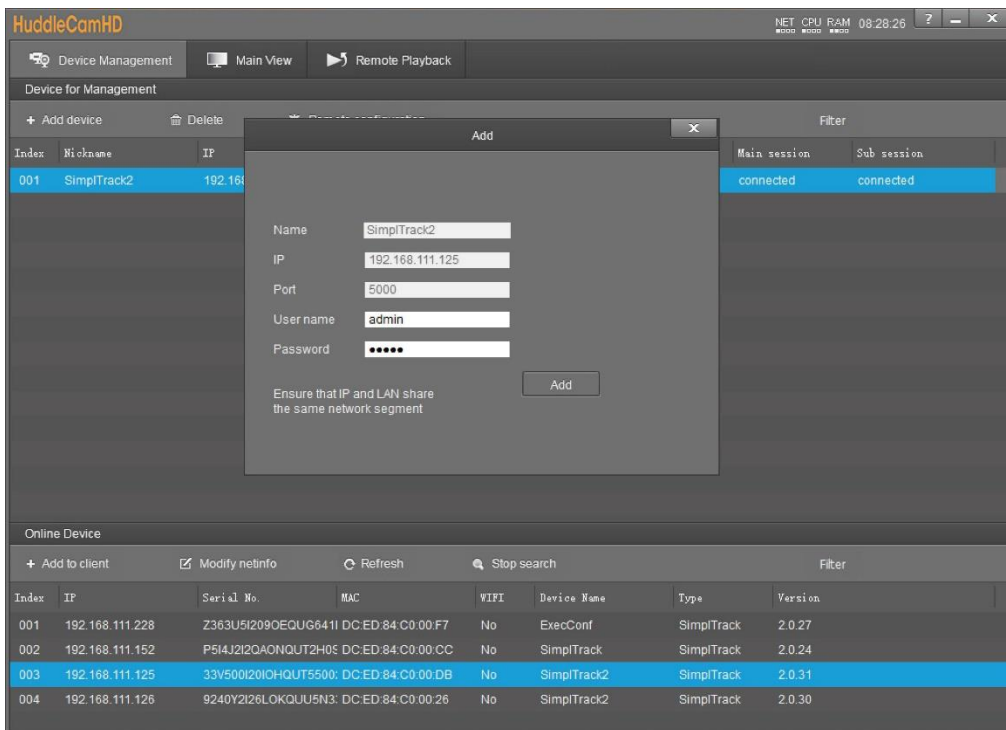 HuddleCamHD
NET CPU RAM 08:28:26 ? – x
Device Management Main View Remote Playback
Device for Management
+ Add device Delete
Filter
Index Nickname IP Main session Sub session
001 SimplTrack2 connected connected
Add x
Name SimplTrack2
IP 192.168.111.125
Port 5000
User name admin
Password •••••
Ensure that IP and LAN share
the same network segment
Add
Online Device
+ Add to client Modify netinfo Refresh Stop search Filter
Index IP Serial No. MAC WIFI Device Name Type Version
001 192.168.111.228 DC:ED:84:C0:00:F7 No ExecConf SimplTrack 2.0.27
002 192.168.111.152 DC:ED:84:C0:00:CC No SimplTrack SimplTrack 2.0.24
003 192.168.111.125 DC:ED:84:C0:00:DB No SimplTrack2 SimplTrack 2.0.31
004 192.168.111.126 DC:ED:84:C0:00:26 No SimplTrack2 SimplTrack 2.0.30